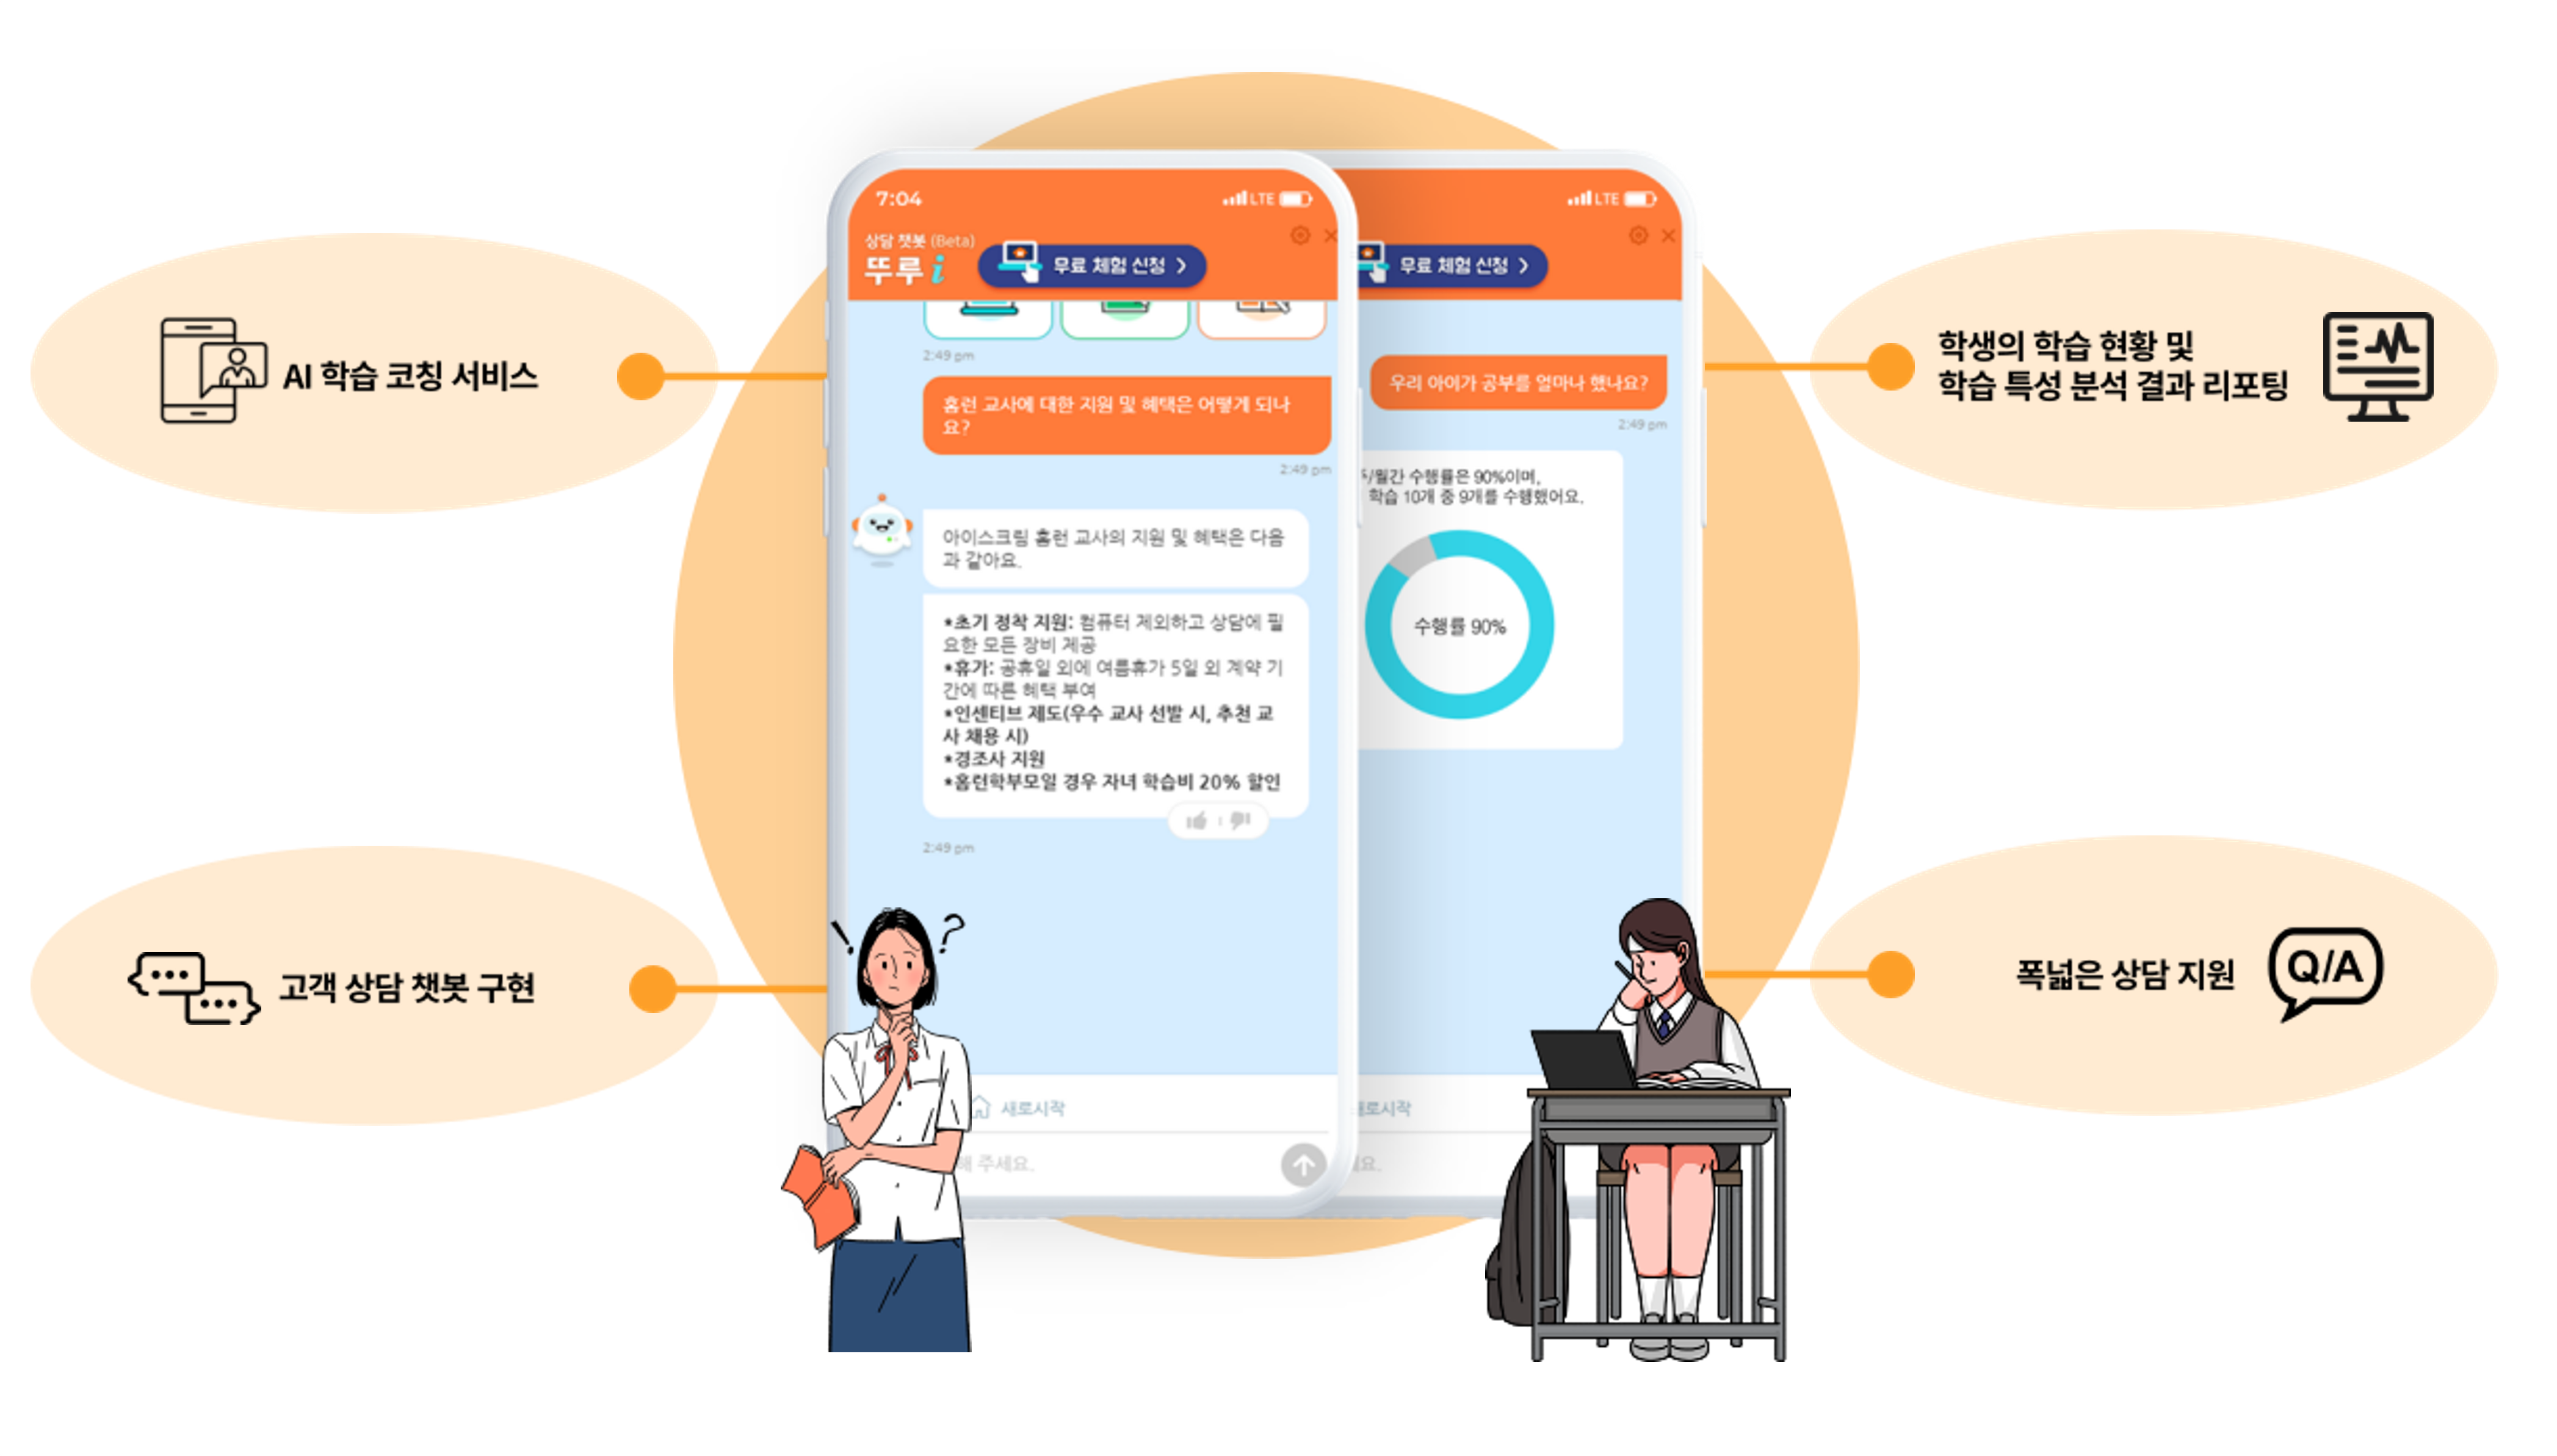 AI 학습 코칭 서비스
고객 상담 챗봇 구현
7:04
LTE
상담 챗봇 (Beta)
뚜루 i
무료 체험 신청 >
2:49 pm
홈런 교사에 대한 지원 및 혜택은 어떻게 되나
요?
2:49 pm
아이스크림 홈런 교사의 지원 및 혜택은 다음
과 같아요.
*초기 정착 지원: 컴퓨터 제외하고 상담에 필
요한 모든 장비 제공
*휴가: 공휴일 외에 여름휴가 5일 외 계약 기
간에 따른 혜택 부여
*인센티브 제도(우수 교사 선발 시, 추천 교
사 채용 시)
*경조사 지원
*홈런학부모일 경우 자녀 학습비 20% 할인
2:49 pm
새로시작
해 주세요.
! ?
LTE
무료 체험 신청 >
우리 아이가 공부를 얼마나 했나요?
2:49 pm
/월간 수행률은 90%이며,
학습 10개 중 9개를 수행했어요.
수행률 90%
로시작
요.
학생의 학습 현황 및
학습 특성 분석 결과 리포팅
폭넓은 상담 지원
Q/A